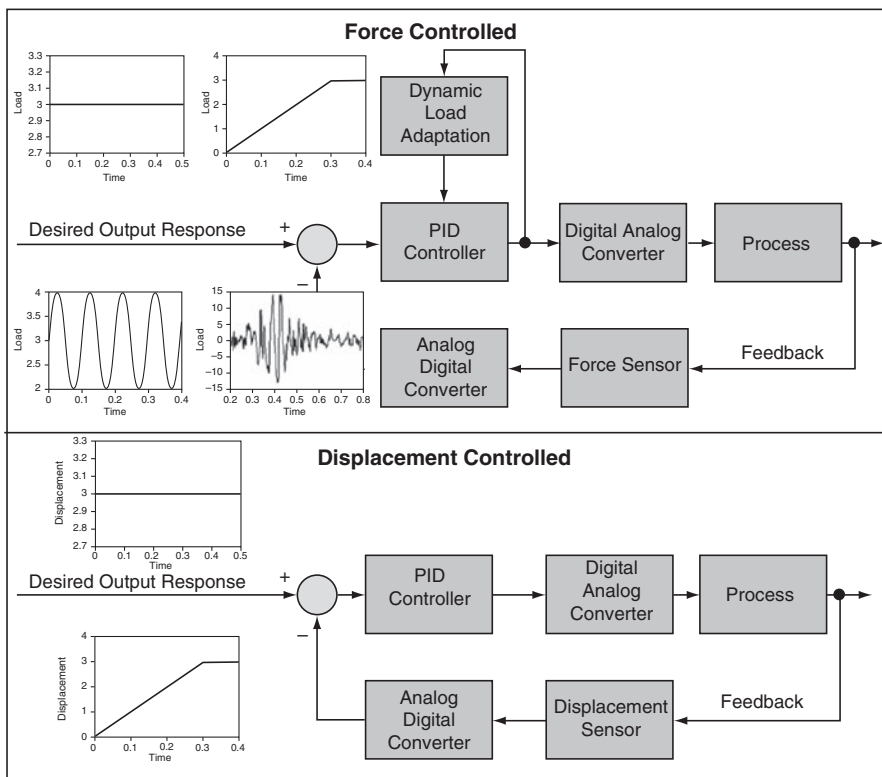 Force Controlled
3.3
3.2
3.1
3
2.9
2.8
2.7
Load
0 0.1 0.2 0.3 0.4 0.5
Time
4
3
2
1
0
Load
0 0.1 0.2 0.3 0.4
Time
Dynamic
Load
Adaptation
Desired Output Response
+
−
PID
Controller
Digital Analog
Converter
Process
4
3.5
3
2.5
2
Load
0 0.1 0.2 0.3 0.4
Time
15
10
5
0
−5
−10
−15
Load
0.2 0.3 0.4 0.5 0.6 0.7 0.8
Time
Analog
Digital
Converter
Force Sensor
Feedback
Displacement Controlled
3.3
3.2
3.1
3
2.9
2.8
2.7
Displacement
0 0.1 0.2 0.3 0.4 0.5
Time
Desired Output Response
+
−
PID
Controller
Digital
Analog
Converter
Process
4
3
2
1
0
Displacement
0 0.1 0.2 0.3 0.4
Time
Analog
Digital
Converter
Displacement
Sensor
Feedback